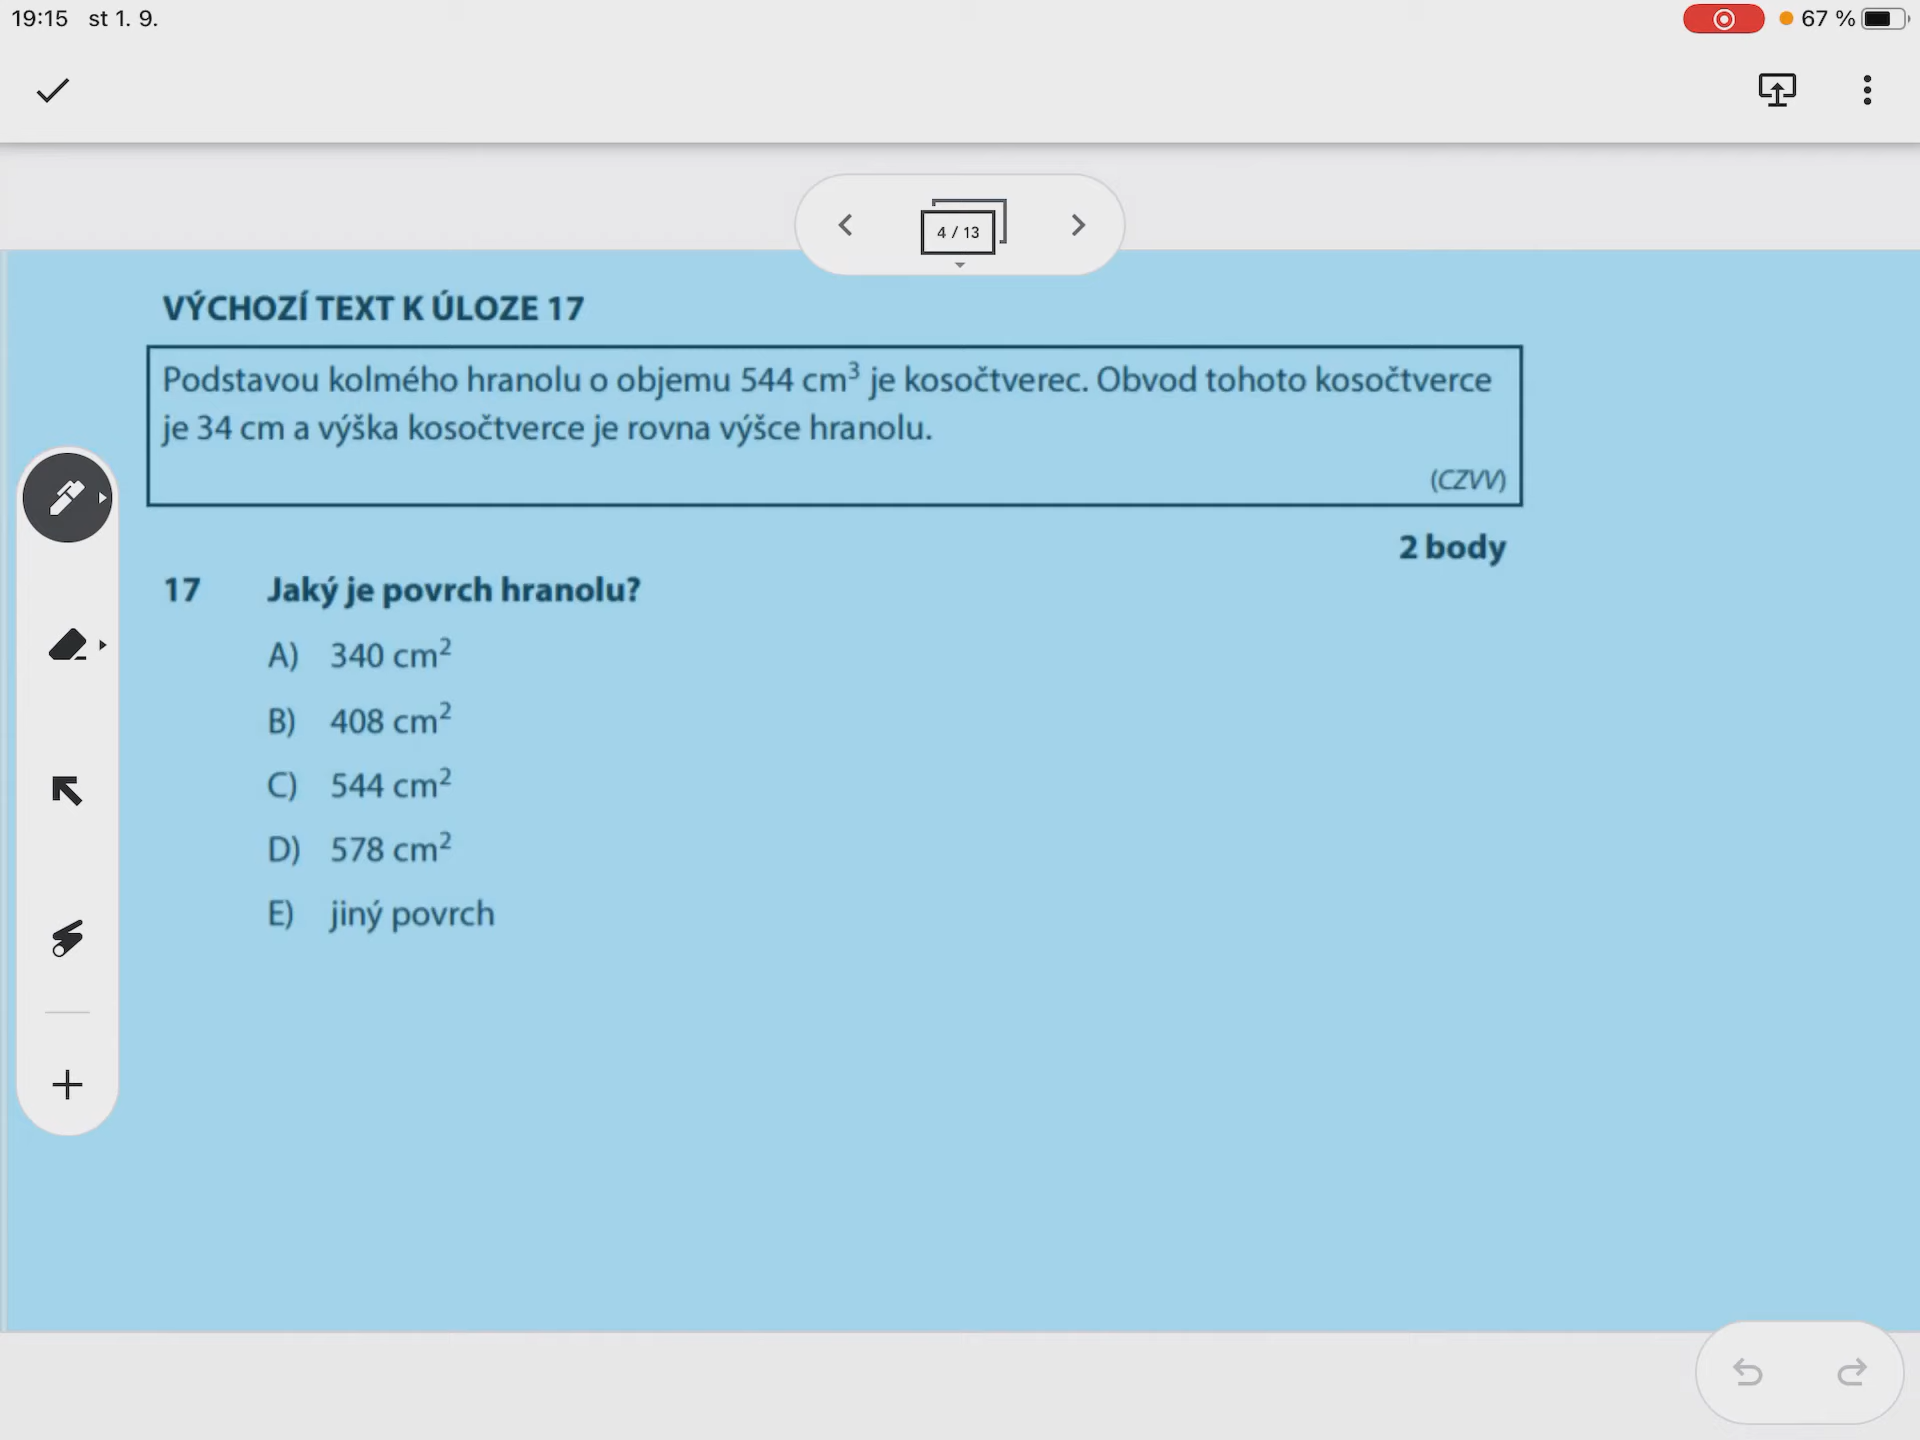 19:15 st 1. 9.
67 %
4 / 13
VÝCHOZÍ TEXT K ÚLOZE 17
Podstavou kolmého hranolu o objemu 544 cm³ je kosočtverec. Obvod tohoto kosočtverce
je 34 cm a výška kosočtverce je rovna výšce hranolu.
(CZVV)
2 body
17 Jaký je povrch hranolu?
A) 340 cm²
B) 408 cm²
C) 544 cm²
D) 578 cm²
E) jiný povrch